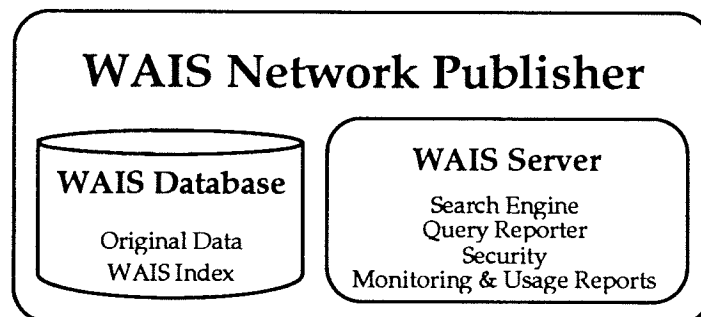 WAIS Network Publisher
WAIS Database
Original Data
WAIS Index
WAIS Server
Search Engine
Query Reporter
Security
Monitoring & Usage Reports